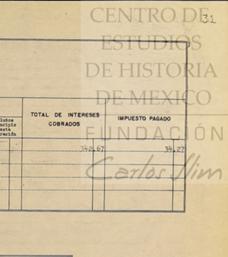 CENTRO DE
ESTUDIOS
DE HISTORIA
DE MEXICO
FUNDACIÓN
Carlos Slim
31
TOTAL DE INTERESES
COBRADOS
IMPUESTO PAGADO
342.67
34.27